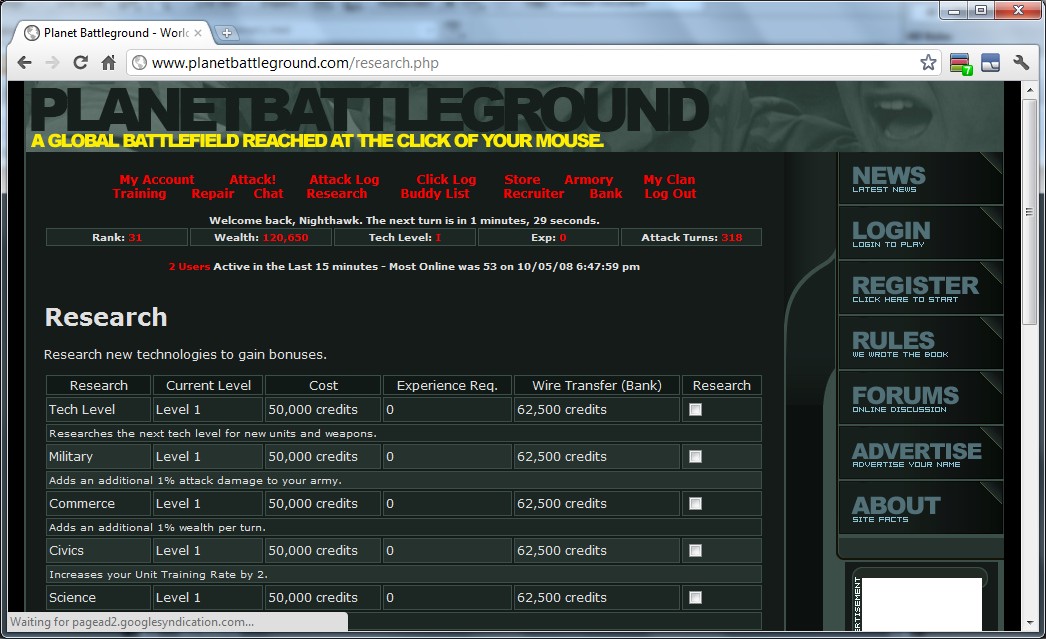 Planet Battleground - Worl
www.planetbattleground.com/research.php
7
PLANETBATTLEGROUND
A GLOBAL BATTLEFIELD REACHED AT THE CLICK OF YOUR MOUSE.
My Account Attack! Attack Log Click Log Store Armory My Clan
Training Repair Chat Research Buddy List Recruiter Bank Log Out
Welcome back, Nighthawk. The next turn is in 1 minutes, 29 seconds.
Rank: 31 Wealth: 120,650 Tech Level: I Exp: 0 Attack Turns: 318
2 Users Active in the Last 15 minutes - Most Online was 53 on 10/05/08 6:47:59 pm
Research
Research new technologies to gain bonuses.
Research Current Level Cost Experience Req. Wire Transfer (Bank) Research
Tech Level Level 1 50,000 credits 0 62,500 credits
Researches the next tech level for new units and weapons.
Military Level 1 50,000 credits 0 62,500 credits
Adds an additional 1% attack damage to your army.
Commerce Level 1 50,000 credits 0 62,500 credits
Adds an additional 1% wealth per turn.
Civics Level 1 50,000 credits 0 62,500 credits
Increases your Unit Training Rate by 2.
Science Level 1 50,000 credits 0 62,500 credits
NEWS
LATEST NEWS
LOGIN
LOGIN TO PLAY
REGISTER
CLICK HERE TO START
RULES
WE WROTE THE BOOK
FORUMS
ONLINE DISCUSSION
ADVERTISE
ADVERTISE YOUR NAME
ABOUT
SITE FACTS
RTISEMENT
Waiting for pagead2.googlesyndication.com...